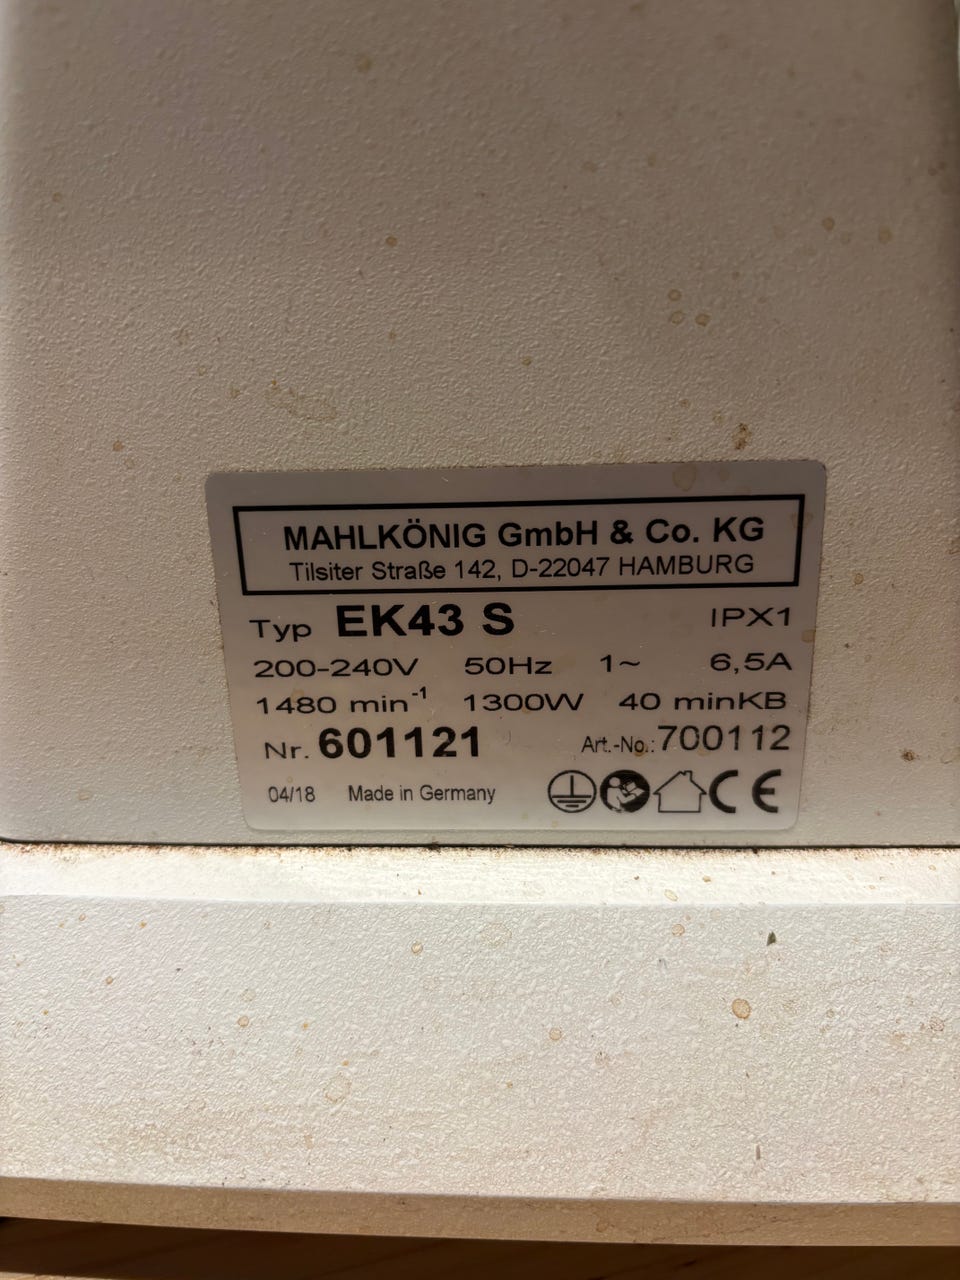 MAHLKÖNIG GmbH & Co. KG
Tilsiter Straße 142, D-22047 HAMBURG
Typ EK43 S IPX1
200-240V 50Hz 1~ 6,5A
1480 min⁻¹ 1300W 40 minKB
Nr. 601121 Art.-No.: 700112
04/18 Made in Germany CE